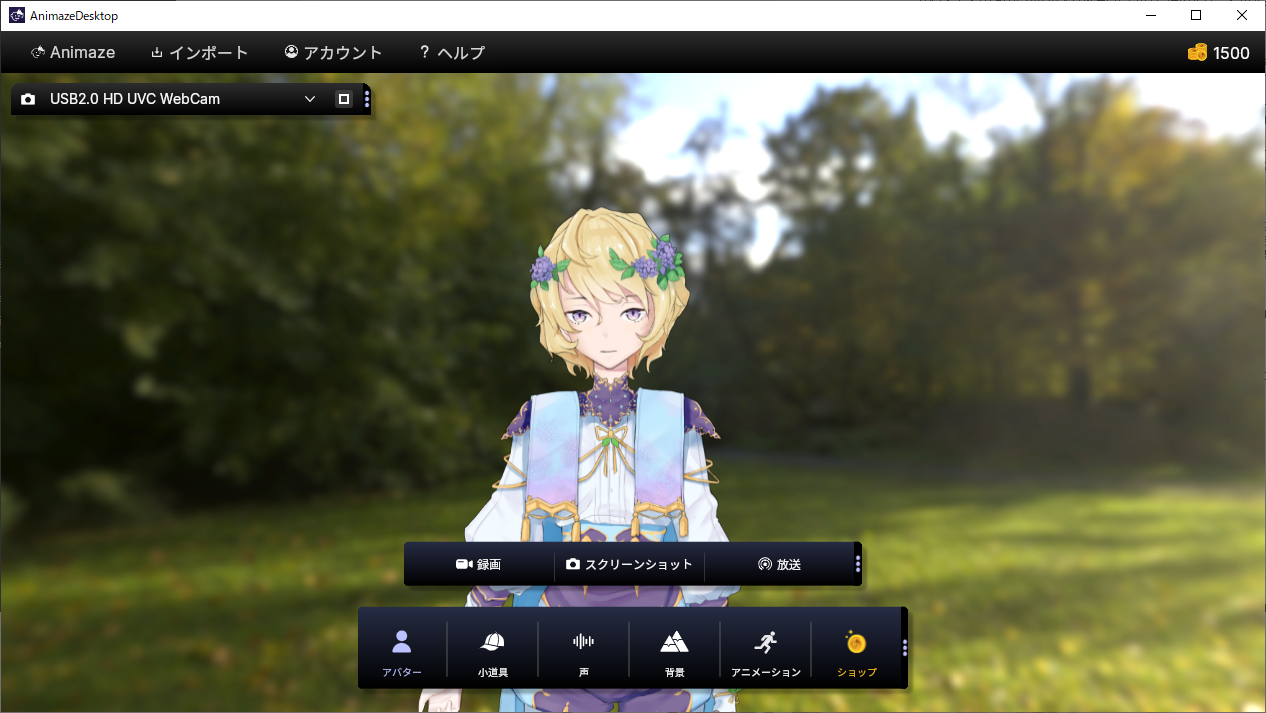 AnimazeDesktop
Animaze インポート アカウント ? ヘルプ 1500
USB2.0 HD UVC WebCam
録画 スクリーンショット 放送
アバター 小道具 声 背景 アニメーション ショップ